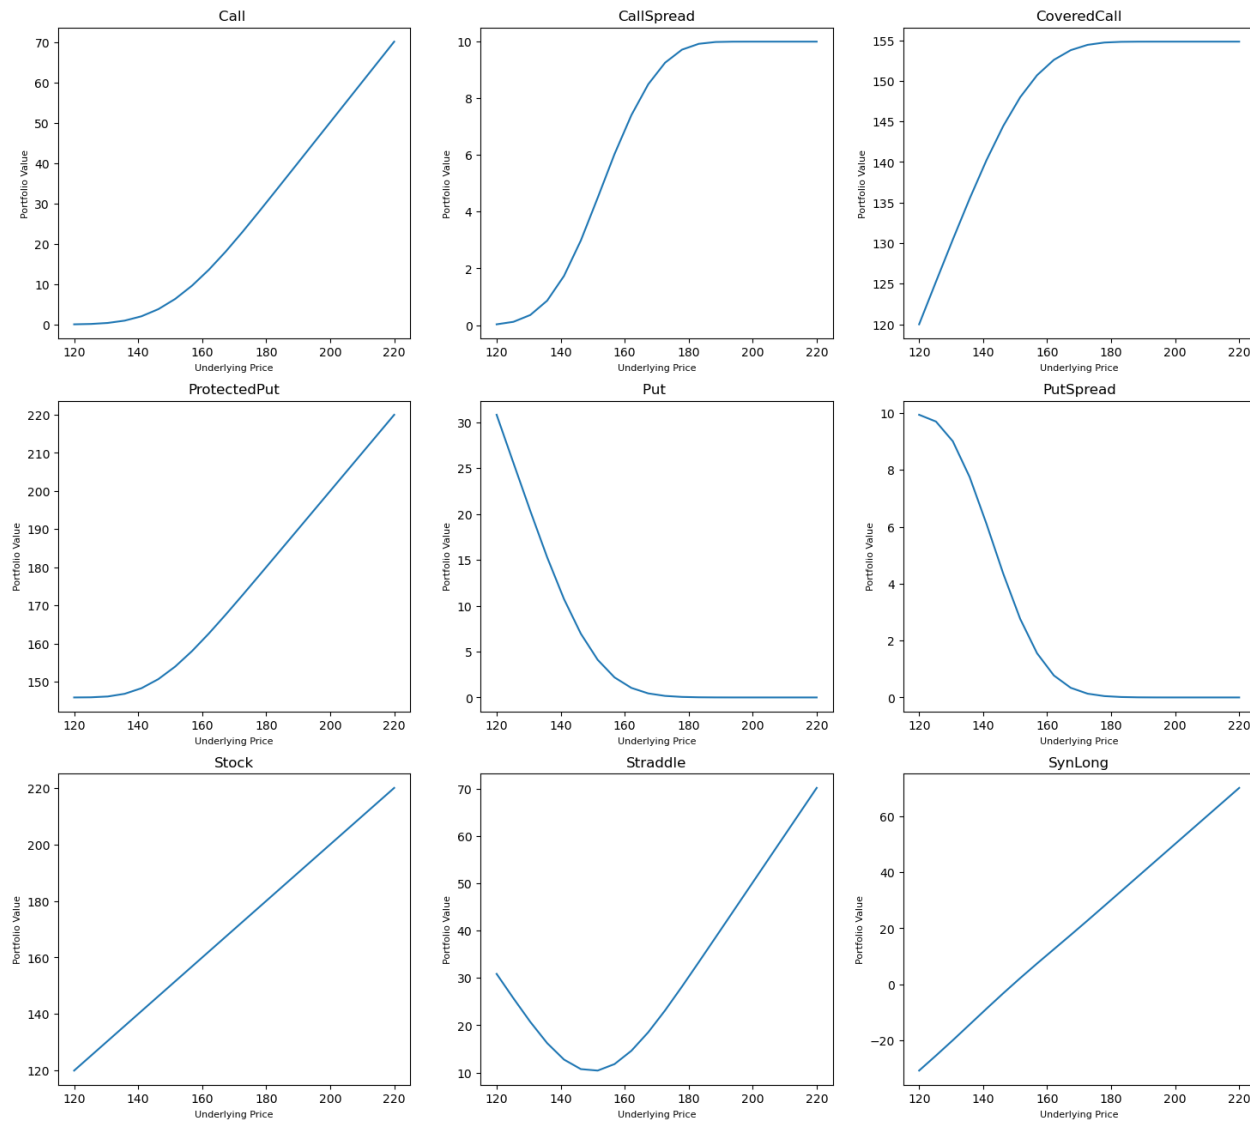 Call
CallSpread
CoveredCall
70
60
50
40
30
20
10
0
Portfolio Value
120 140 160 180 200 220
Underlying Price
10
8
6
4
2
0
Portfolio Value
120 140 160 180 200 220
Underlying Price
155
150
145
140
135
130
125
120
Portfolio Value
120 140 160 180 200 220
Underlying Price
ProtectedPut
Put
PutSpread
220
210
200
190
180
170
160
150
Portfolio Value
120 140 160 180 200 220
Underlying Price
30
25
20
15
10
5
0
Portfolio Value
120 140 160 180 200 220
Underlying Price
10
8
6
4
2
0
Portfolio Value
120 140 160 180 200 220
Underlying Price
Stock
Straddle
SynLong
220
200
180
160
140
120
Portfolio Value
120 140 160 180 200 220
Underlying Price
70
60
50
40
30
20
10
Portfolio Value
120 140 160 180 200 220
Underlying Price
60
40
20
0
−20
Portfolio Value
120 140 160 180 200 220
Underlying Price